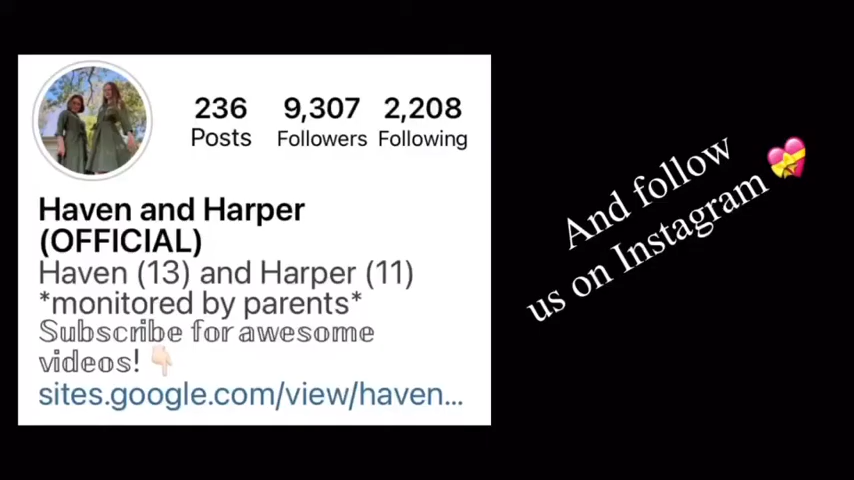 236 9,307 2,208
Posts Followers Following
Haven and Harper
(OFFICIAL)
Haven (13) and Harper (11)
*monitored by parents*
𝕊𝕦𝕓𝕤𝕔𝕣𝕚𝕓𝕖 𝕗𝕠𝕣 𝕒𝕨𝕖𝕤𝕠𝕞𝕖
𝕧𝕚𝕕𝕖𝕠𝕤! 👇🏻
sites.google.com/view/haven...
And follow
us on Instagram 💝